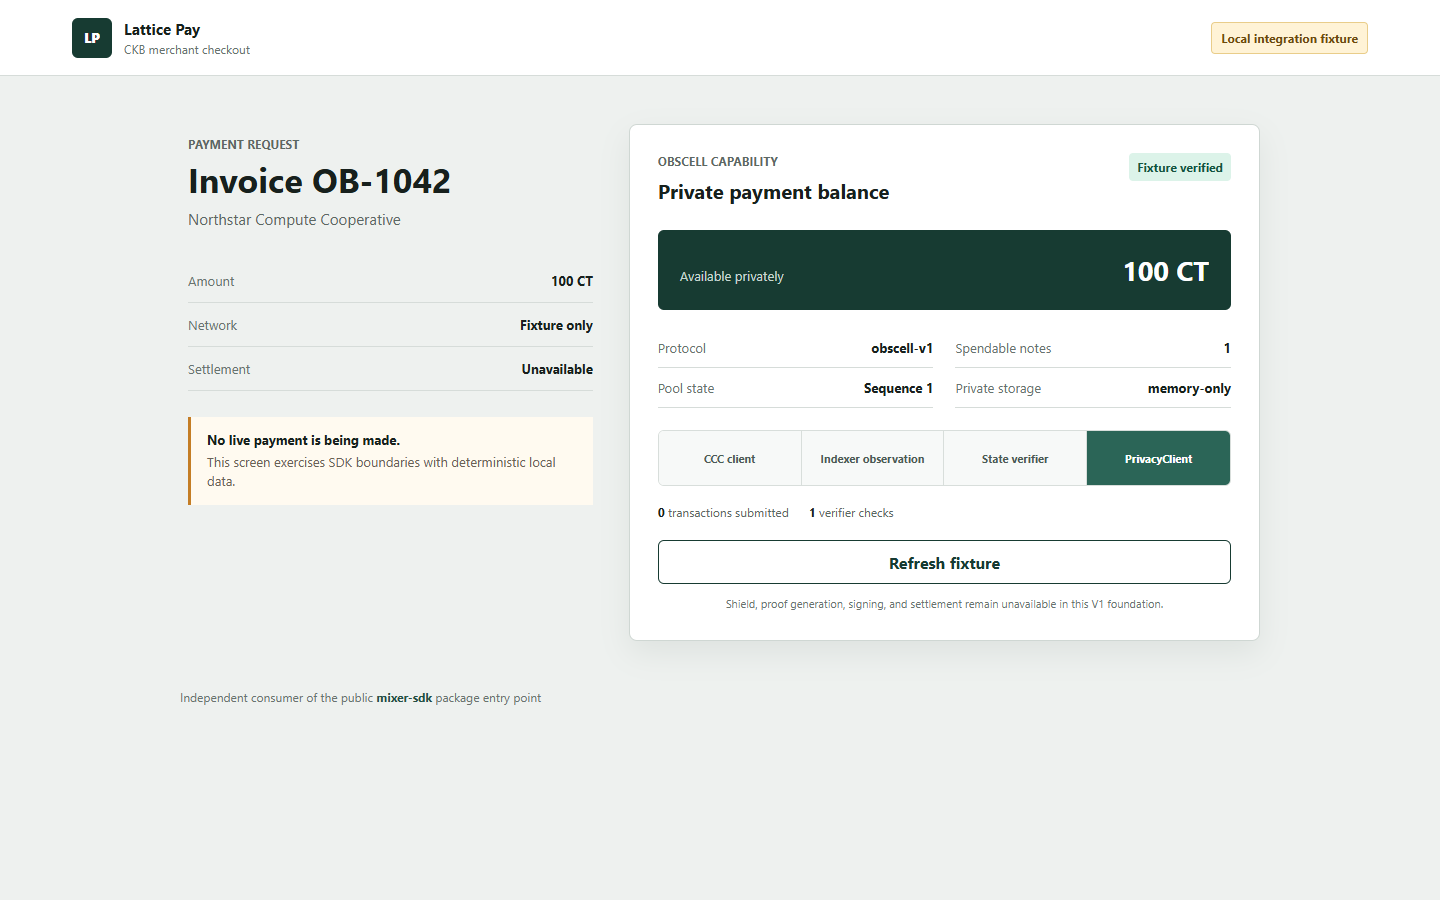 LP
Lattice Pay
CKB merchant checkout
Local integration fixture
PAYMENT REQUEST
Invoice OB-1042
Northstar Compute Cooperative
Amount 100 CT
Network Fixture only
Settlement Unavailable
No live payment is being made.
This screen exercises SDK boundaries with deterministic local
data.
OBSCELL CAPABILITY
Fixture verified
Private payment balance
Available privately 100 CT
Protocol obscell-v1 Spendable notes 1
Pool state Sequence 1 Private storage memory-only
CCC client Indexer observation State verifier PrivacyClient
0 transactions submitted 1 verifier checks
Refresh fixture
Shield, proof generation, signing, and settlement remain unavailable in this V1 foundation.
Independent consumer of the public mixer-sdk package entry point